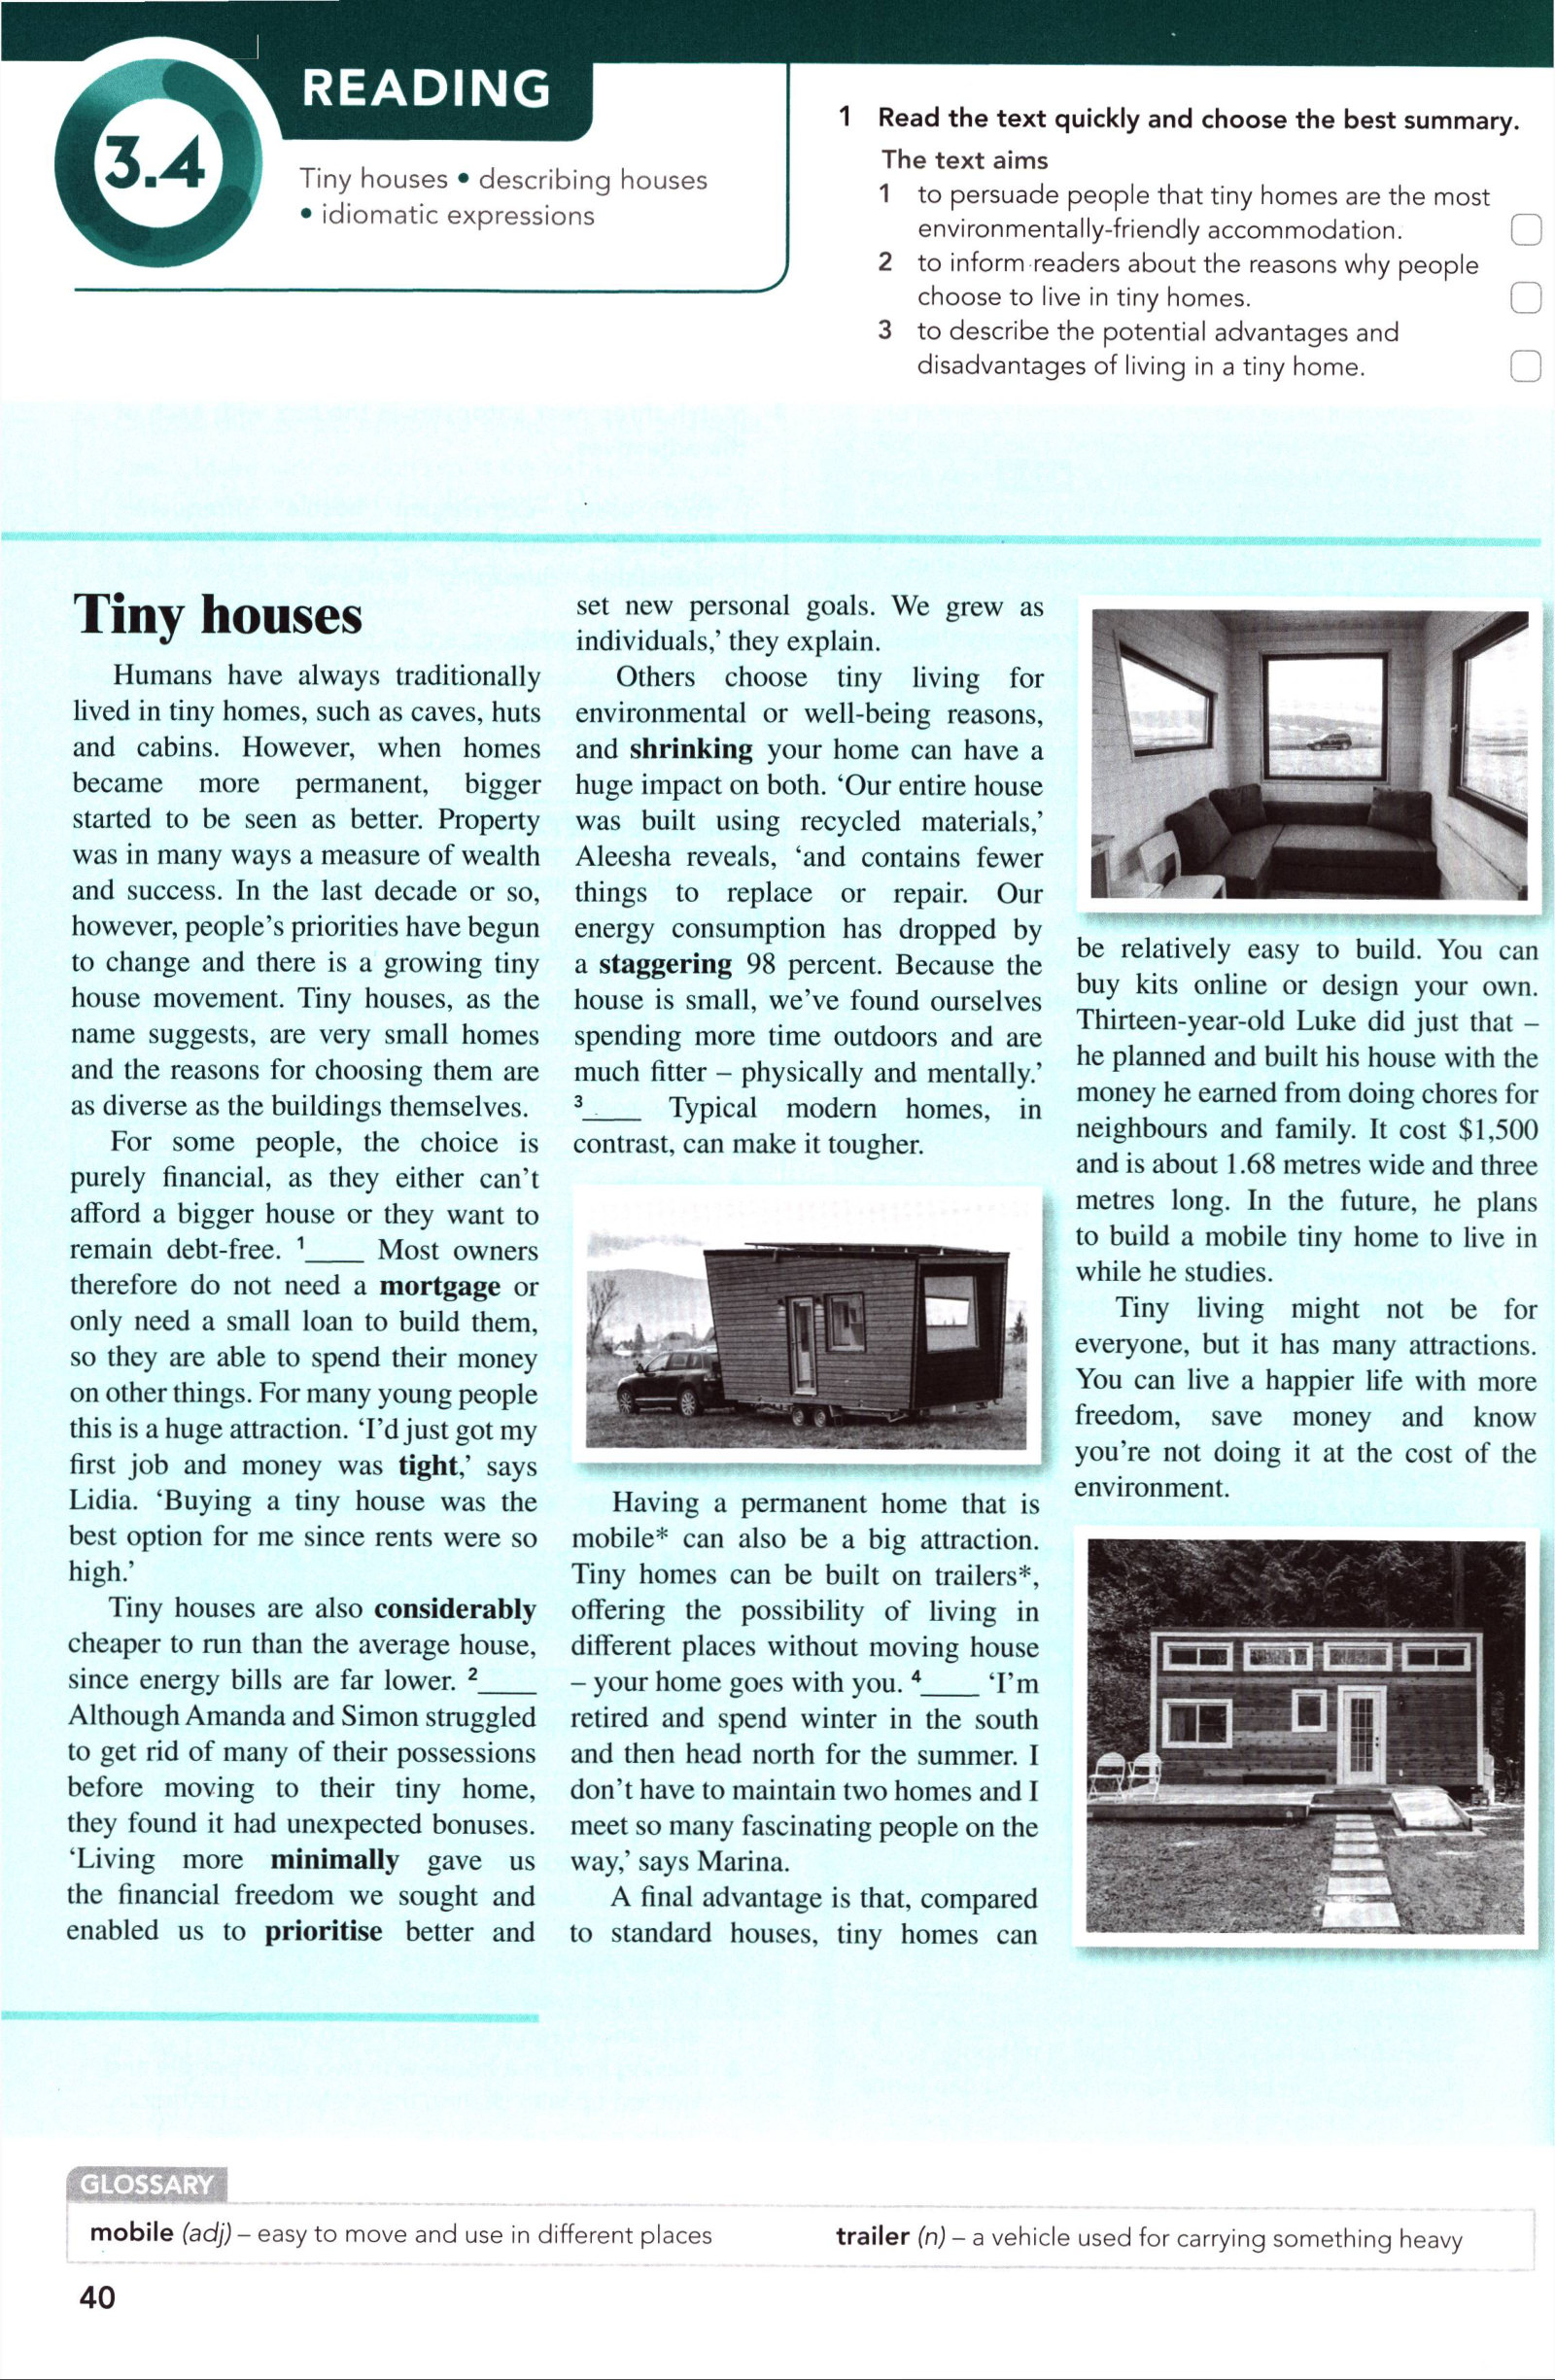 READING
3.4
Tiny houses • describing houses
• idiomatic expressions
1 Read the text quickly and choose the best summary.
The text aims
1 to persuade people that tiny homes are the most
environmentally-friendly accommodation.
2 to inform readers about the reasons why people
choose to live in tiny homes.
3 to describe the potential advantages and
disadvantages of living in a tiny home.
Tiny houses
Humans have always traditionally
lived in tiny homes, such as caves, huts
and cabins. However, when homes
became more permanent, bigger
started to be seen as better. Property
was in many ways a measure of wealth
and success. In the last decade or so,
however, people's priorities have begun
to change and there is a growing tiny
house movement. Tiny houses, as the
name suggests, are very small homes
and the reasons for choosing them are
as diverse as the buildings themselves.
For some people, the choice is
purely financial, as they either can't
afford a bigger house or they want to
remain debt-free. 1____ Most owners
therefore do not need a mortgage or
only need a small loan to build them,
so they are able to spend their money
on other things. For many young people
this is a huge attraction. 'I'd just got my
first job and money was tight,' says
Lidia. 'Buying a tiny house was the
best option for me since rents were so
high.'
Tiny houses are also considerably
cheaper to run than the average house,
since energy bills are far lower. 2____
Although Amanda and Simon struggled
to get rid of many of their possessions
before moving to their tiny home,
they found it had unexpected bonuses.
'Living more minimally gave us
the financial freedom we sought and
enabled us to prioritise better and
set new personal goals. We grew as
individuals,' they explain.
Others choose tiny living for
environmental or well-being reasons,
and shrinking your home can have a
huge impact on both. 'Our entire house
was built using recycled materials,'
Aleesha reveals, 'and contains fewer
things to replace or repair. Our
energy consumption has dropped by
a staggering 98 percent. Because the
house is small, we've found ourselves
spending more time outdoors and are
much fitter – physically and mentally.'
3____ Typical modern homes, in
contrast, can make it tougher.
Having a permanent home that is
mobile* can also be a big attraction.
Tiny homes can be built on trailers*,
offering the possibility of living in
different places without moving house
– your home goes with you. 4____ 'I'm
retired and spend winter in the south
and then head north for the summer. I
don't have to maintain two homes and I
meet so many fascinating people on the
way,' says Marina.
A final advantage is that, compared
to standard houses, tiny homes can
be relatively easy to build. You can
buy kits online or design your own.
Thirteen-year-old Luke did just that –
he planned and built his house with the
money he earned from doing chores for
neighbours and family. It cost $1,500
and is about 1.68 metres wide and three
metres long. In the future, he plans
to build a mobile tiny home to live in
while he studies.
Tiny living might not be for
everyone, but it has many attractions.
You can live a happier life with more
freedom, save money and know
you're not doing it at the cost of the
environment.
GLOSSARY
mobile (adj) – easy to move and use in different places
trailer (n) – a vehicle used for carrying something heavy
40